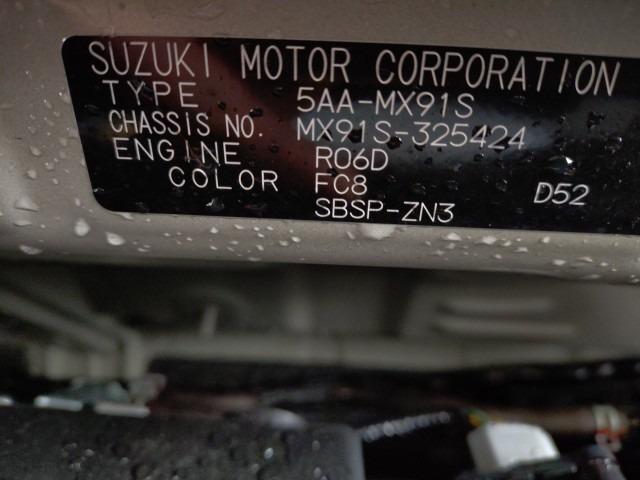 SUZUKI MOTOR CORPORATION
TYPE 5AA-MX91S
CHASSIS NO. MX91S-325424
ENGINE R06D
COLOR FC8 D52
SBSP-ZN3